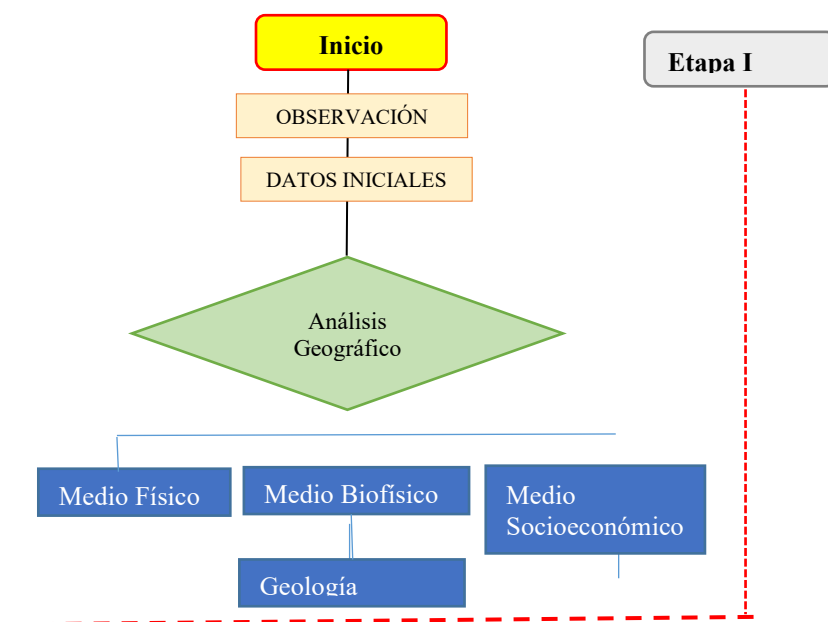 Inicio
Etapa I
OBSERVACIÓN
DATOS INICIALES
Análisis
Geográfico
Medio Físico
Medio Biofísico
Medio
Socioeconómico
Geología